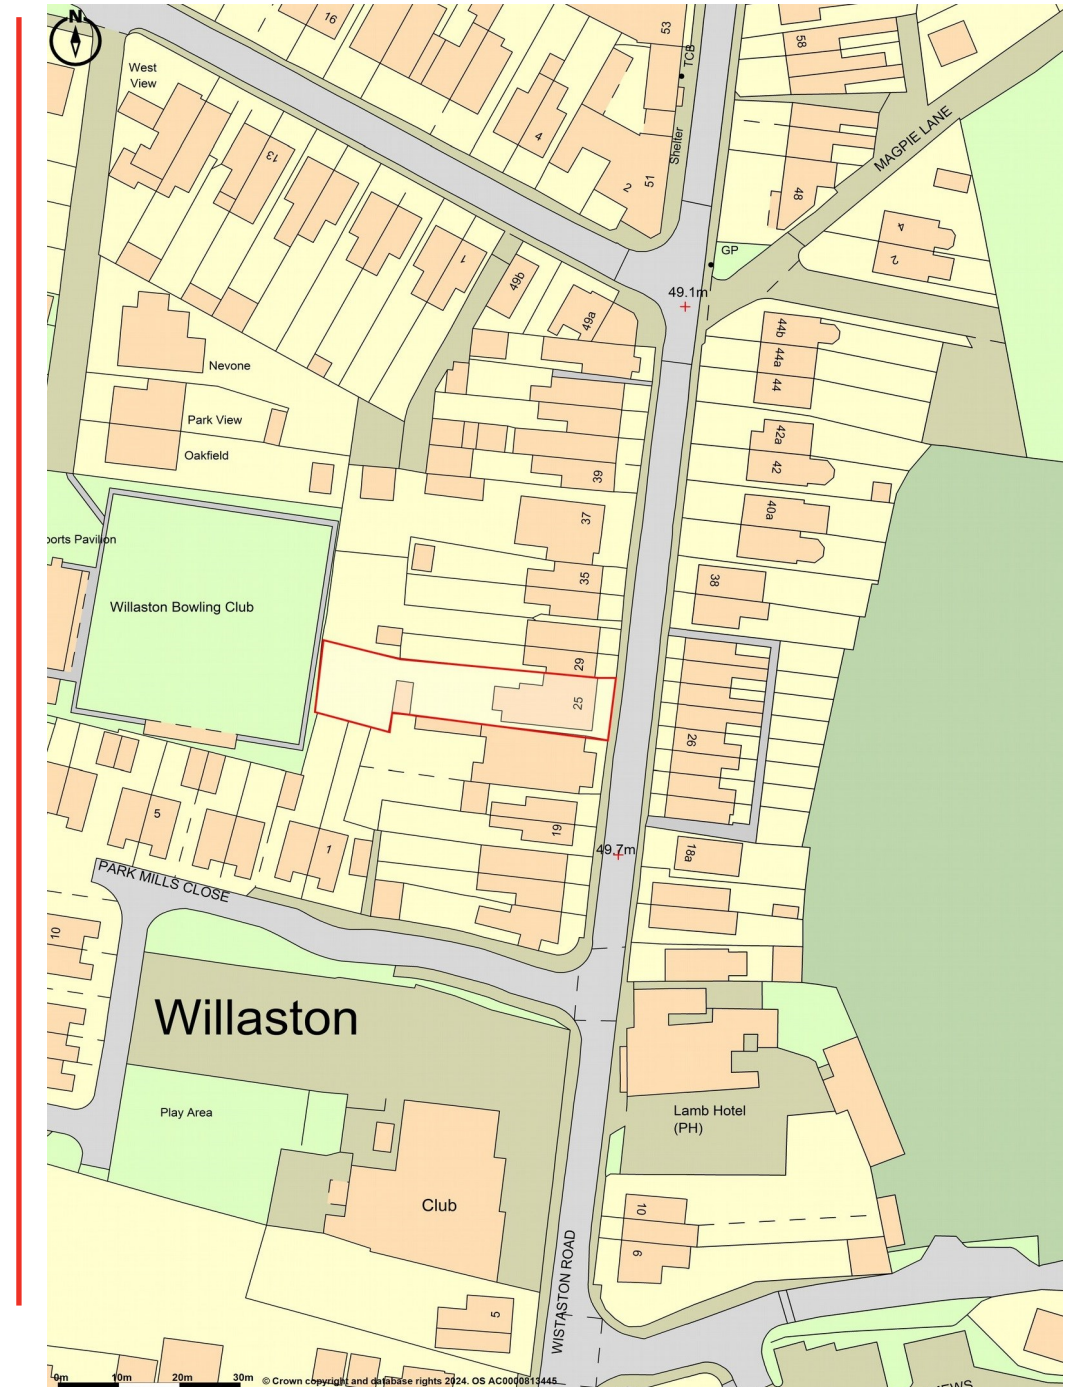 N
16
53
TCB
58
West
View
MAGPIE LANE
13
4
Shelter
2
51
48
4
2
GP
1
49b
49.1m
49a
44b
44a
44
Nevone
Park View
Oakfield
42a
42
39
40a
37
ports Pavilion
35
38
Willaston Bowling Club
29
25
26
5
19
1
49.7m
18a
PARK MILLS CLOSE
10
Willaston
Play Area
Lamb Hotel
(PH)
Club
10
6
WISTASTON ROAD
5
0m 10m 20m 30m
© Crown copyright and database rights 2024. OS AC0000813445
EWS